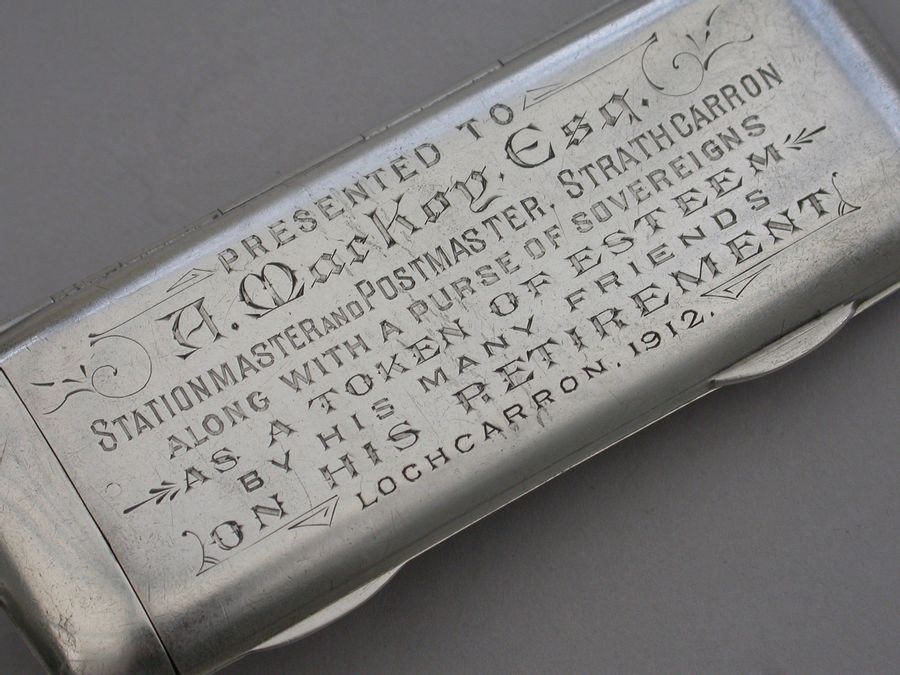 PRESENTED TO
A. MacKay. Esq.
STATIONMASTER AND POSTMASTER, STRATHCARRON
ALONG WITH A PURSE OF SOVEREIGNS
AS A TOKEN OF ESTEEM
BY HIS MANY FRIENDS
ON HIS RETIREMENT
LOCHCARRON, 1912.